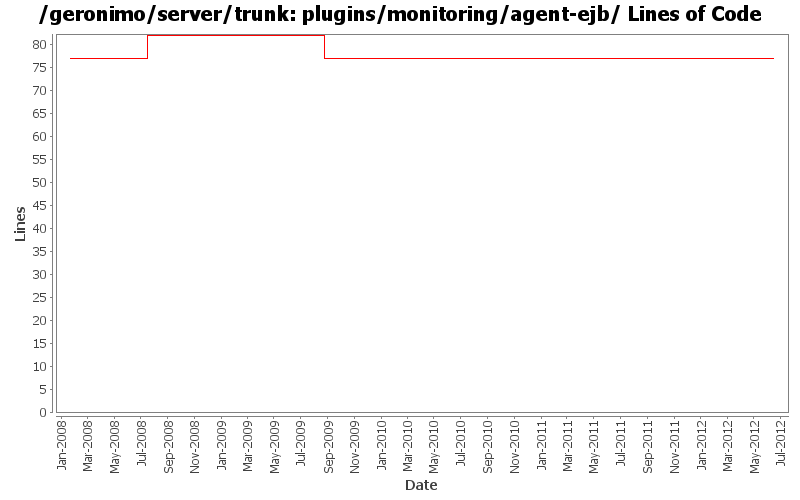 /geronimo/server/trunk: plugins/monitoring/agent-ejb/ Lines of Code
80
75
70
65
60
55
50
45
40
35
30
25
20
15
10
5
0
Lines
Jan-2008
Mar-2008
May-2008
Jul-2008
Sep-2008
Nov-2008
Jan-2009
Mar-2009
May-2009
Jul-2009
Sep-2009
Nov-2009
Jan-2010
Mar-2010
May-2010
Jul-2010
Sep-2010
Nov-2010
Jan-2011
Mar-2011
May-2011
Jul-2011
Sep-2011
Nov-2011
Jan-2012
Mar-2012
May-2012
Jul-2012
Date